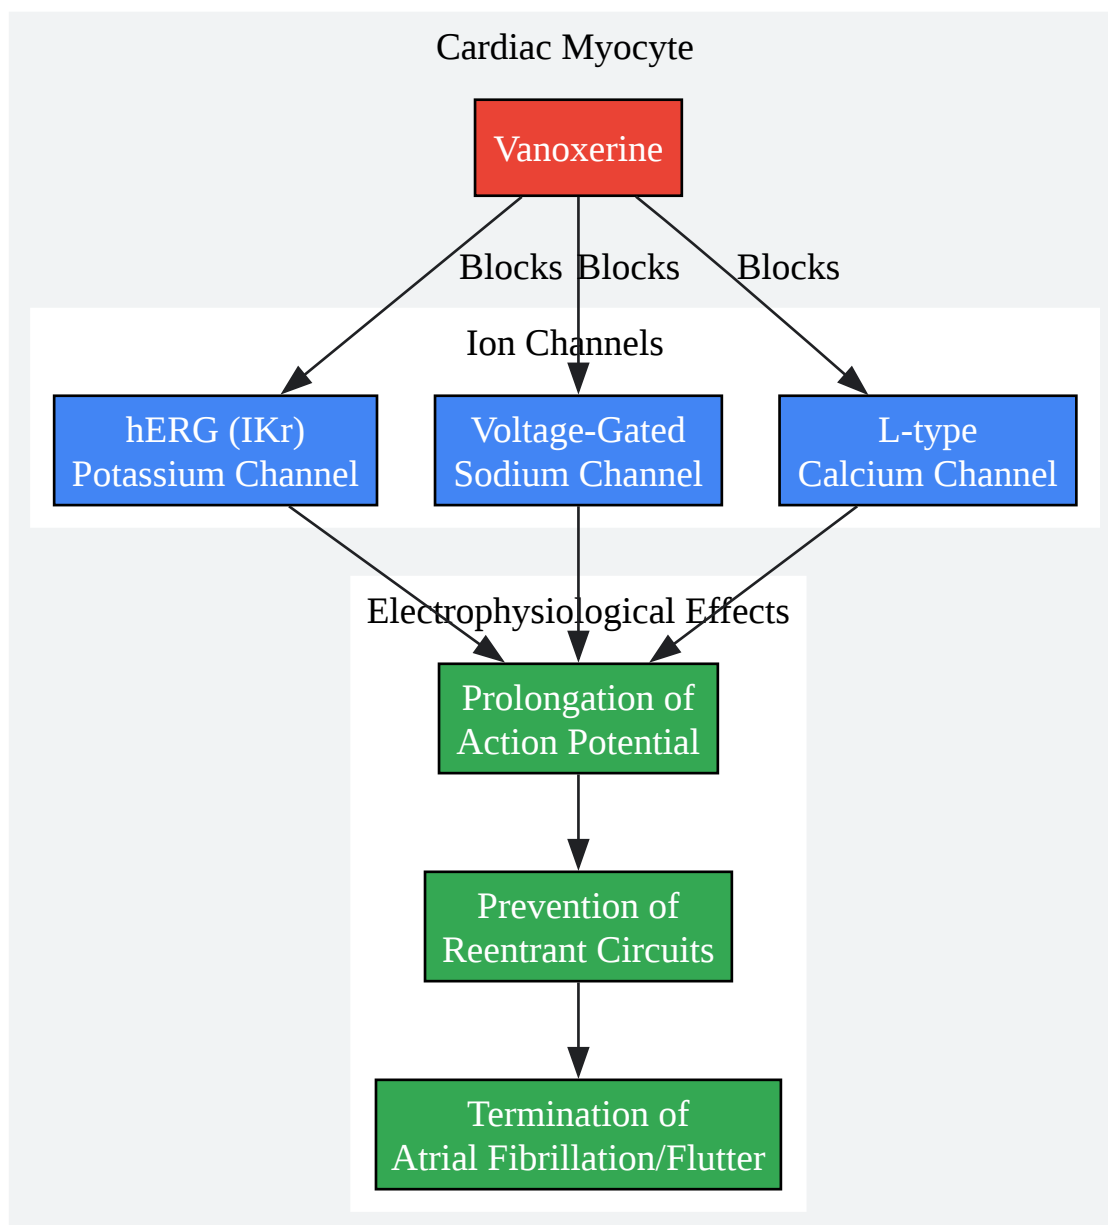 Cardiac Myocyte
Vanoxerine
Blocks
Blocks
Blocks
Ion Channels
hERG (IKr)
Potassium Channel
Voltage-Gated
Sodium Channel
L-type
Calcium Channel
Electrophysiological Effects
Prolongation of
Action Potential
Prevention of
Reentrant Circuits
Termination of
Atrial Fibrillation/Flutter